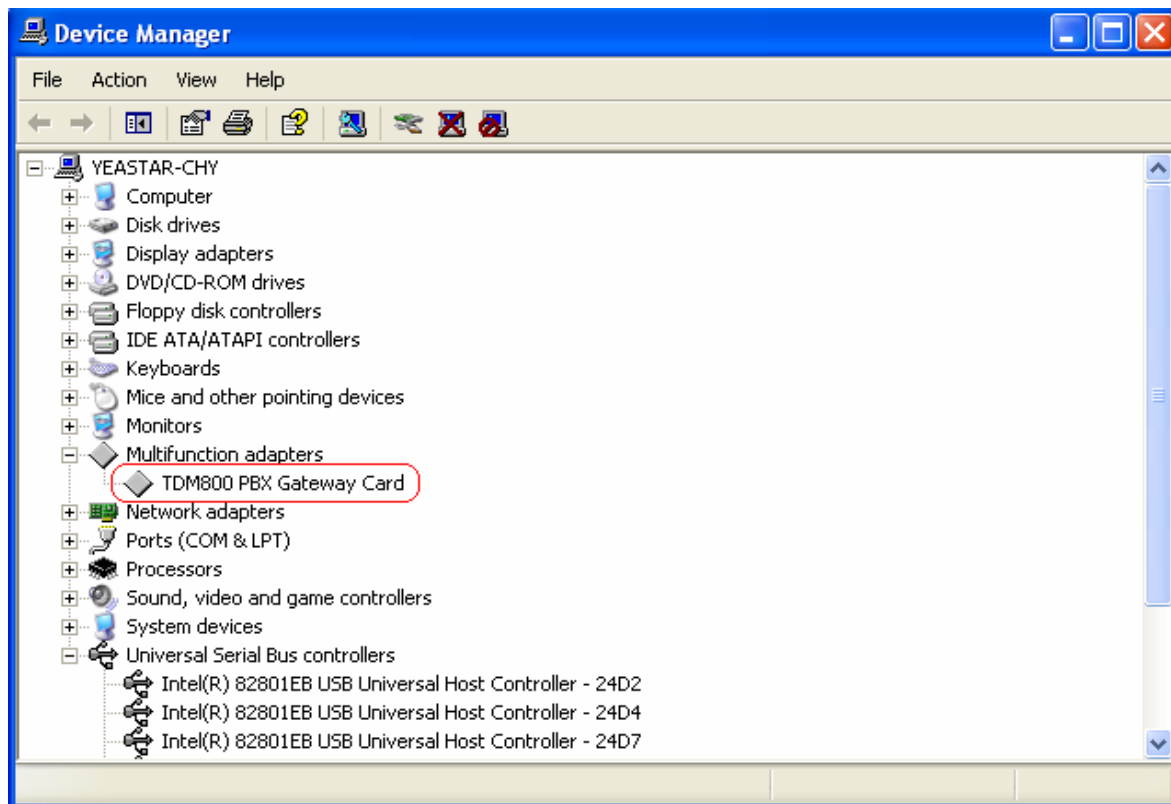 Device Manager
File Action View Help
YEASTAR-CHY
Computer
Disk drives
Display adapters
DVD/CD-ROM drives
Floppy disk controllers
IDE ATA/ATAPI controllers
Keyboards
Mice and other pointing devices
Monitors
Multifunction adapters
TDM800 PBX Gateway Card
Network adapters
Ports (COM & LPT)
Processors
Sound, video and game controllers
System devices
Universal Serial Bus controllers
Intel(R) 82801EB USB Universal Host Controller - 24D2
Intel(R) 82801EB USB Universal Host Controller - 24D4
Intel(R) 82801EB USB Universal Host Controller - 24D7